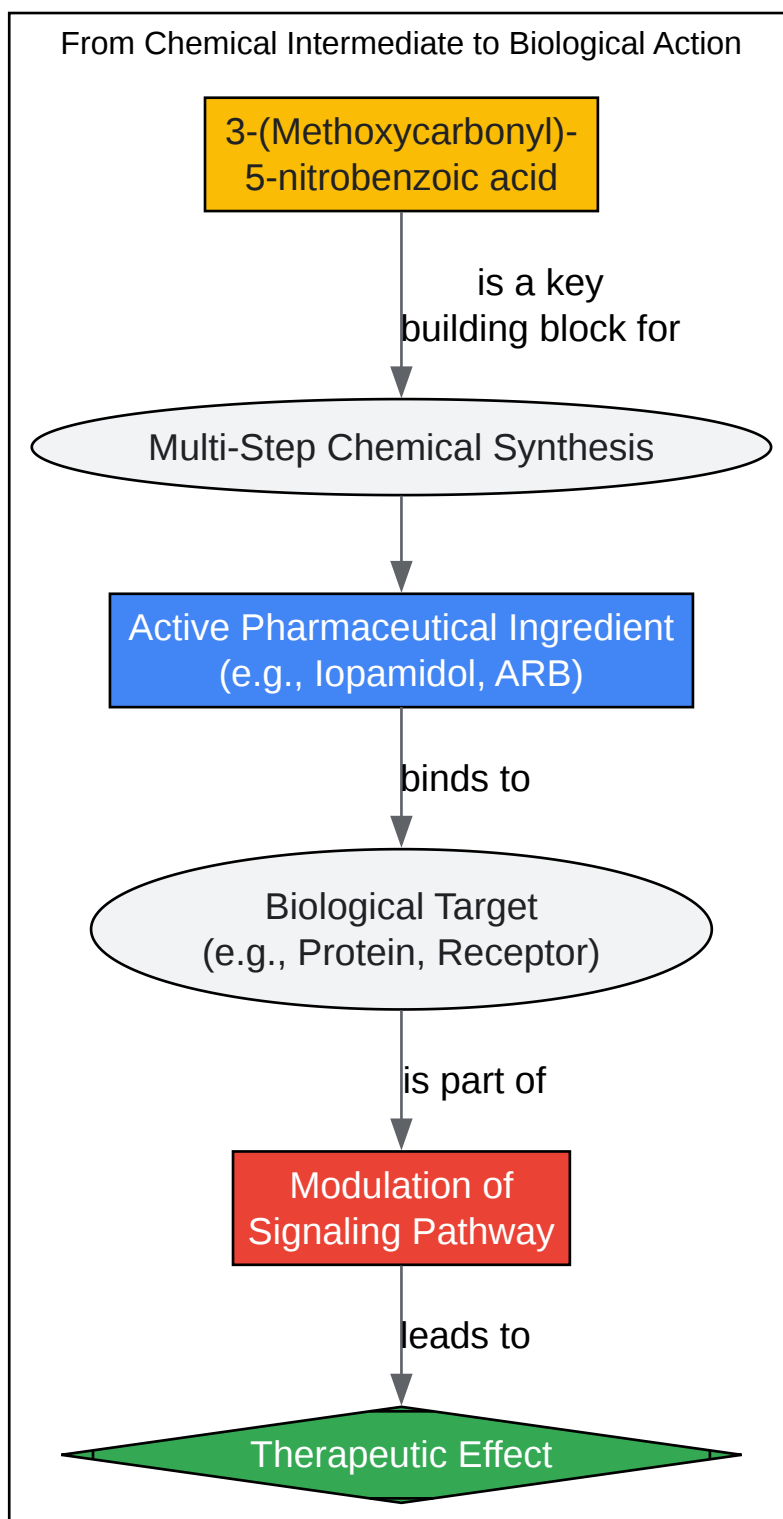 From Chemical Intermediate to Biological Action
3-(Methoxycarbonyl)-
5-nitrobenzoic acid
is a key
building block for
Multi-Step Chemical Synthesis
Active Pharmaceutical Ingredient
(e.g., Iopamidol, ARB)
binds to
Biological Target
(e.g., Protein, Receptor)
is part of
Modulation of
Signaling Pathway
leads to
Therapeutic Effect